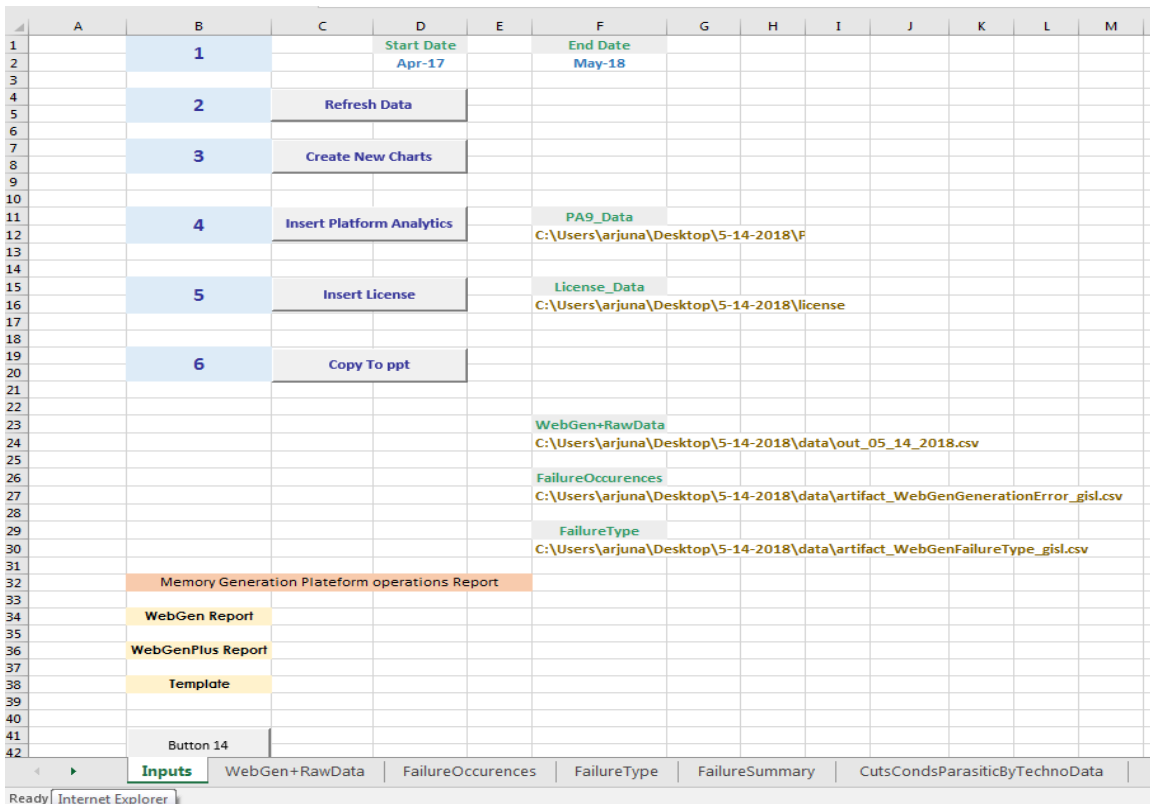 A B C D E F G H I J K L M
1 1 Start Date End Date
2 Apr-17 May-18
3
4 2 Refresh Data
5
6
7 3 Create New Charts
8
9
10
11 4 Insert Platform Analytics PA9_Data
12 C:\Users\arjuna\Desktop\5-14-2018\P
13
14
15 5 Insert License License_Data
16 C:\Users\arjuna\Desktop\5-14-2018\license
17
18
19 6 Copy To ppt
20
21
22
23 WebGen+RawData
24 C:\Users\arjuna\Desktop\5-14-2018\data\out_05_14_2018.csv
25
26 FailureOccurences
27 C:\Users\arjuna\Desktop\5-14-2018\data\artifact_WebGenGenerationError_gisl.csv
28
29 FailureType
30 C:\Users\arjuna\Desktop\5-14-2018\data\artifact_WebGenFailureType_gisl.csv
31
32 Memory Generation Plateform operations Report
33
34 WebGen Report
35
36 WebGenPlus Report
37
38 Template
39
40
41 Button 14
42
Inputs WebGen+RawData FailureOccurences FailureType FailureSummary CutsCondsParasiticByTechnoData
Ready Internet Explorer